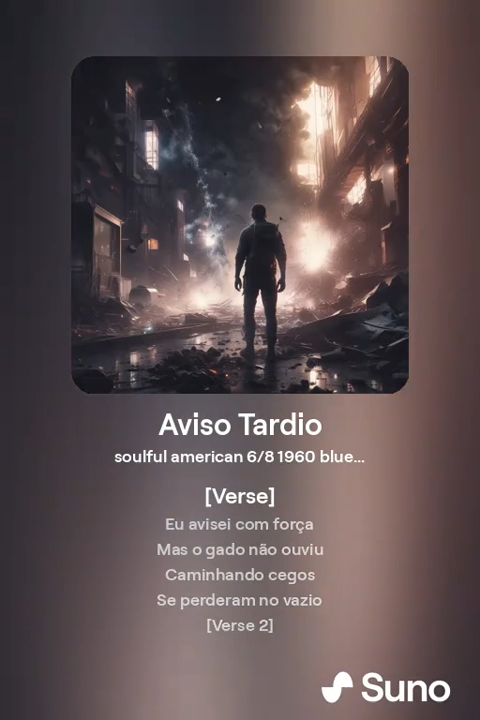 Aviso Tardio
soulful american 6/8 1960 blue...
[Verse]
Eu avisei com força
Mas o gado não ouviu
Caminhando cegos
Se perderam no vazio
[Verse 2]
Suno